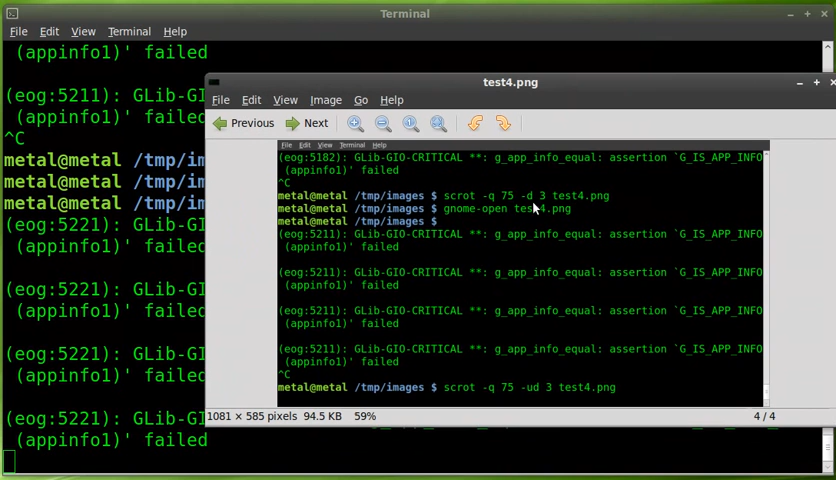 Terminal
File Edit View Terminal Help
(appinfo1)' failed
(eog:5211): GLib-GI
(appinfo1)' failed
^C
metal@metal /tmp/im
metal@metal /tmp/im
metal@metal /tmp/im
(eog:5221): GLib-GI
(appinfo1)' failed
(eog:5221): GLib-GI
(appinfo1)' failed
(eog:5221): GLib-GI
(appinfo1)' failed
(eog:5221): GLib-GI
(appinfo1)' failed
test4.png
File Edit View Image Go Help
Previous Next
File Edit View Terminal Help
(eog:5182): GLib-GIO-CRITICAL **: g_app_info_equal: assertion `G_IS_APP_INFO
(appinfo1)' failed
^C
metal@metal /tmp/images $ scrot -q 75 -d 3 test4.png
metal@metal /tmp/images $ gnome-open test4.png
metal@metal /tmp/images $
(eog:5211): GLib-GIO-CRITICAL **: g_app_info_equal: assertion `G_IS_APP_INFO
(appinfo1)' failed
(eog:5211): GLib-GIO-CRITICAL **: g_app_info_equal: assertion `G_IS_APP_INFO
(appinfo1)' failed
(eog:5211): GLib-GIO-CRITICAL **: g_app_info_equal: assertion `G_IS_APP_INFO
(appinfo1)' failed
(eog:5211): GLib-GIO-CRITICAL **: g_app_info_equal: assertion `G_IS_APP_INFO
(appinfo1)' failed
^C
metal@metal /tmp/images $ scrot -q 75 -ud 3 test4.png
1081 × 585 pixels 94.5 KB 59% 4 / 4